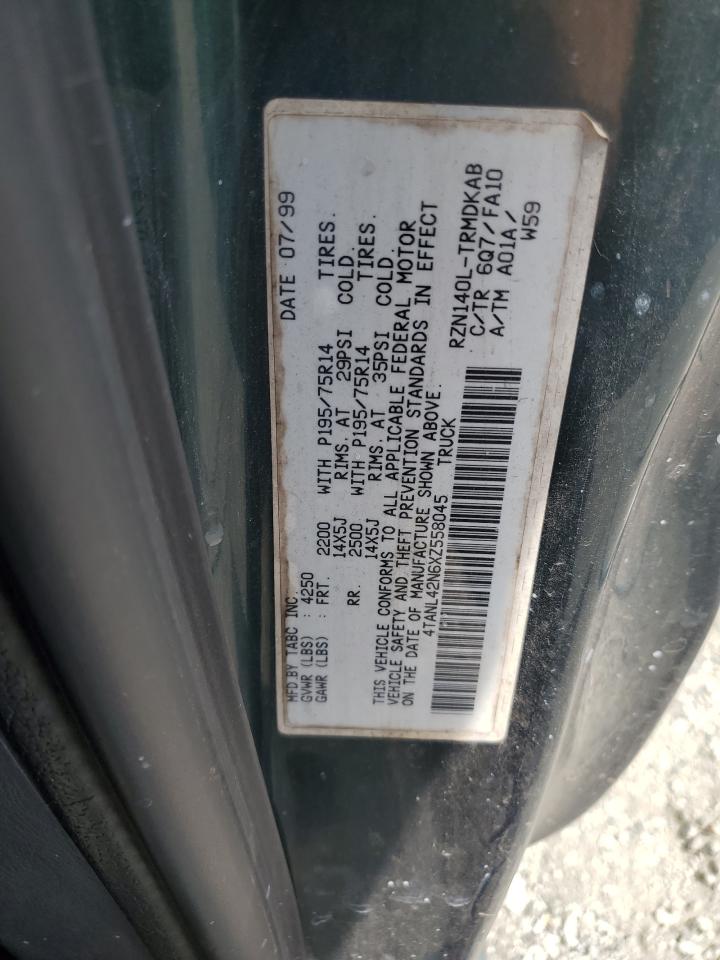 MFD.BY TABC INC. DATE 07/99
GVWR (LBS) : 4250
GAWR (LBS) : FRT. 2200 WITH P195/75R14 TIRES.
14X5J RIMS. AT 29PSI COLD.
RR. 2500 WITH P195/75R14 TIRES.
14X5J RIMS. AT 35PSI COLD.
THIS VEHICLE CONFORMS TO ALL APPLICABLE FEDERAL MOTOR
VEHICLE SAFETY AND THEFT PREVENTION STANDARDS IN EFFECT
ON THE DATE OF MANUFACTURE SHOWN ABOVE.
4TANL42N6XZ558045 TRUCK
RZN140L-TRMDKAB
C/TR 6Q7/FA10
A/TM A01A/
W59